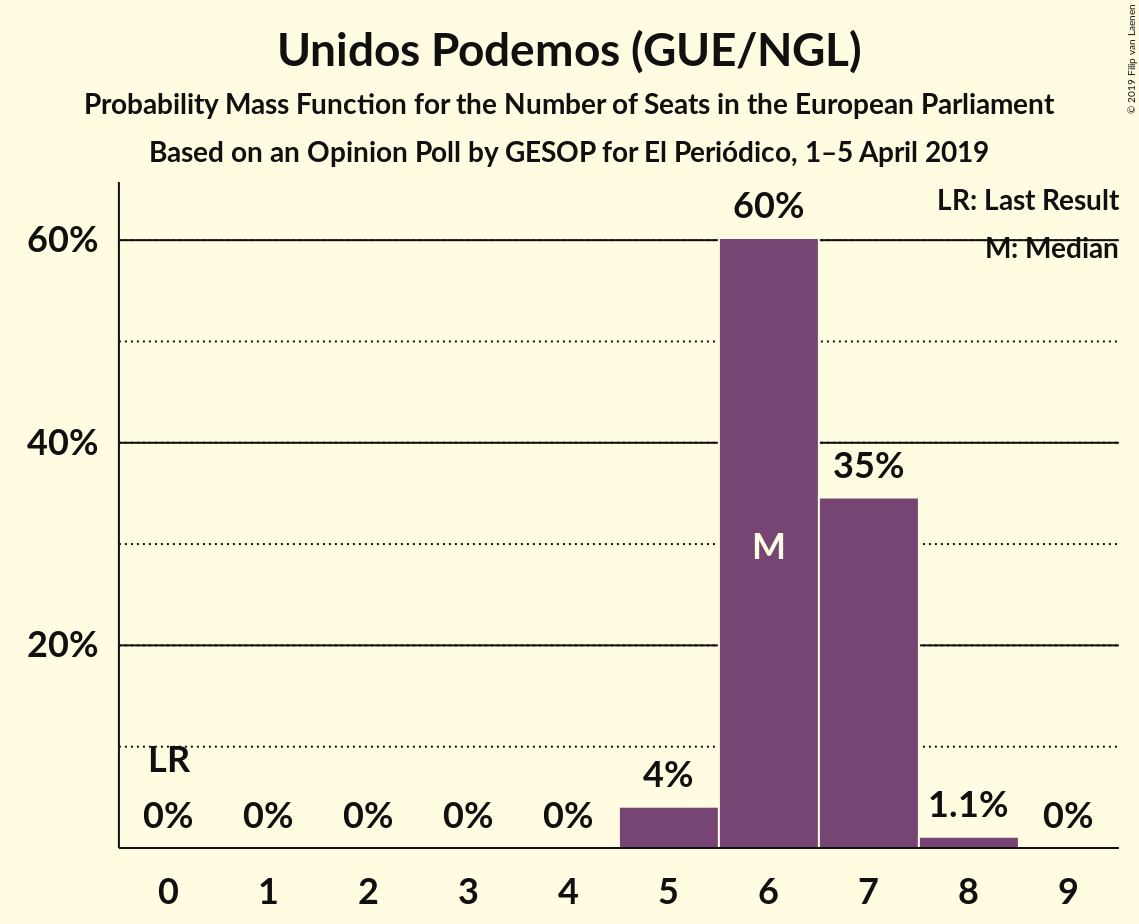 Unidos Podemos (GUE/NGL)
Probability Mass Function for the Number of Seats in the European Parliament
Based on an Opinion Poll by GESOP for El Periódico, 1–5 April 2019
© 2019 Filip van Laenen
LR: Last Result
M: Median
60%
40%
20%
60%
35%
M
LR
0%
0%
0%
0%
0%
4%
1.1%
0%
0 1 2 3 4 5 6 7 8 9